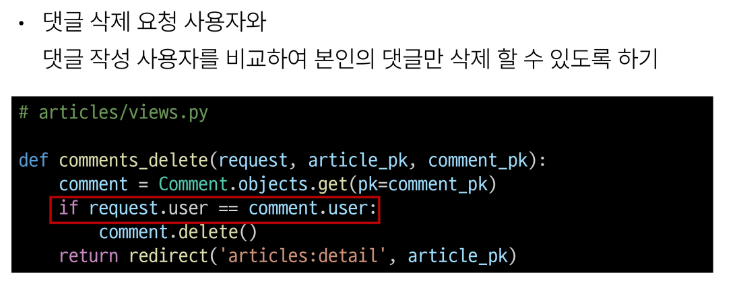 • 댓글 삭제 요청 사용자와
댓글 작성 사용자를 비교하여 본인의 댓글만 삭제 할 수 있도록 하기
# articles/views.py
def comments_delete(request, article_pk, comment_pk):
    comment = Comment.objects.get(pk=comment_pk)
    if request.user == comment.user:
        comment.delete()
    return redirect('articles:detail', article_pk)